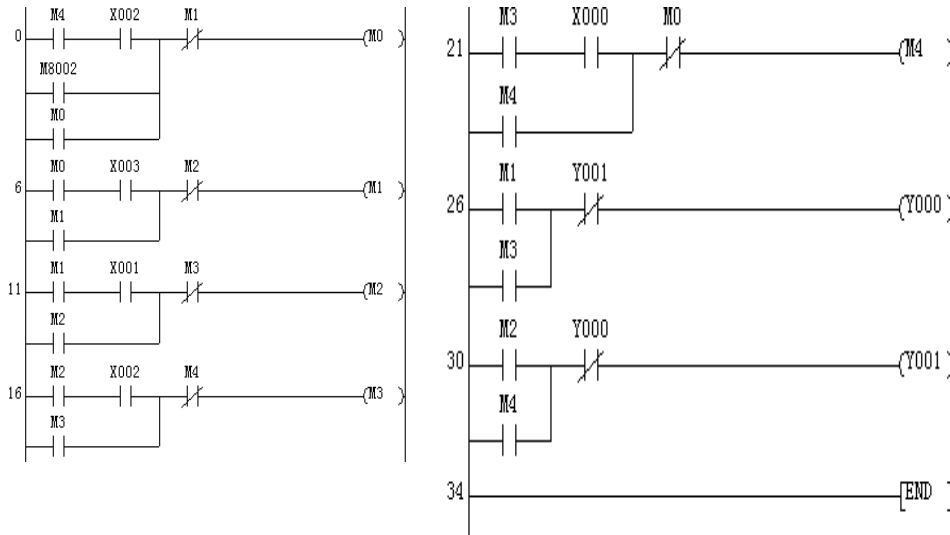 M4 X002 M1
0 (M0 )
M8002
M0
M0 X003 M2
6 (M1 )
M1
M1 X001 M3
11 (M2 )
M2
M2 X002 M4
16 (M3 )
M3
M3 X000 M0
21 (M4 )
M4
M1 Y001
26 (Y000 )
M3
M2 Y000
30 (Y001 )
M4
34 [END ]